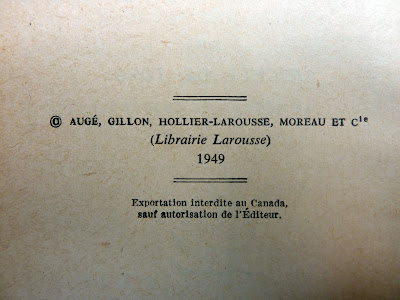 © AUGÉ, GILLON, HOLLIER-LAROUSSE, MOREAU ET Cie
(Librairie Larousse)
1949
Exportation interdite au Canada,
sauf autorisation de l'Éditeur.